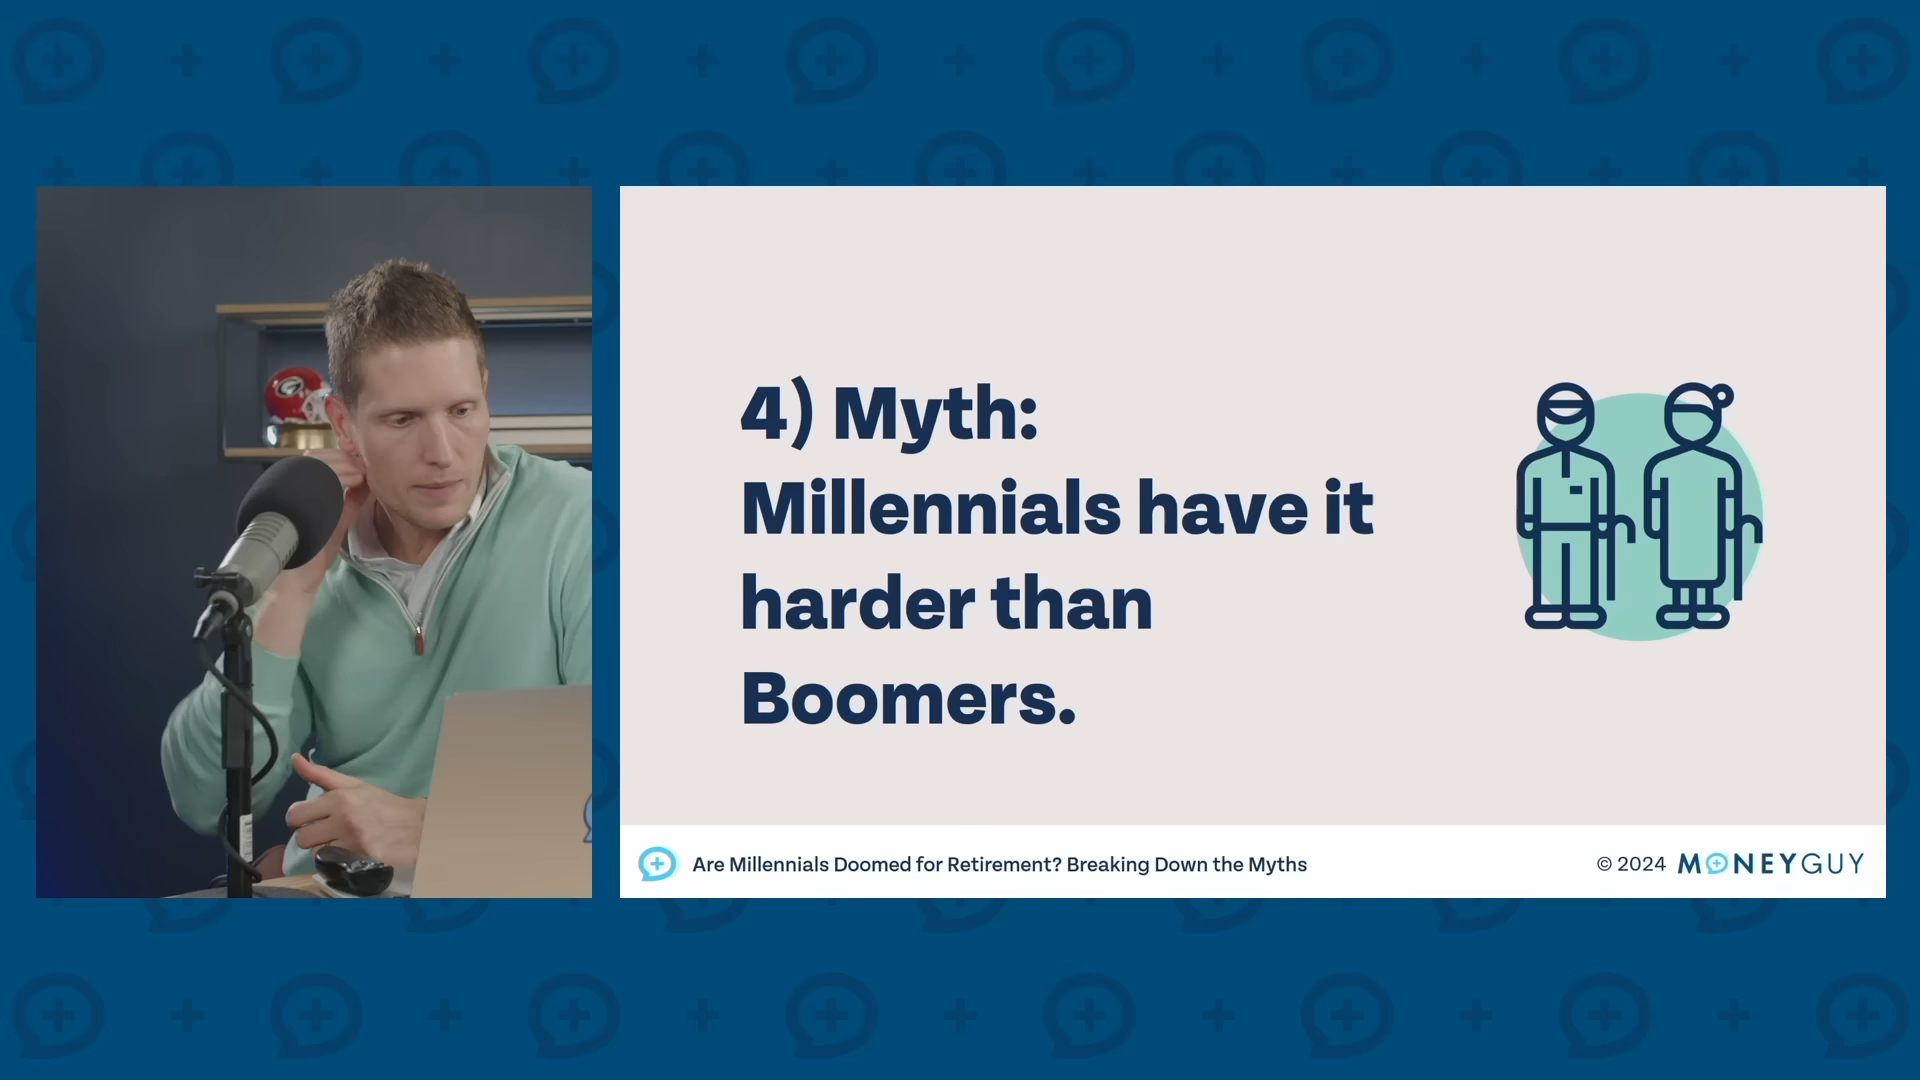 4) Myth:
Millennials have it
harder than
Boomers.
Are Millennials Doomed for Retirement? Breaking Down the Myths
© 2024 MONEYGUY
G